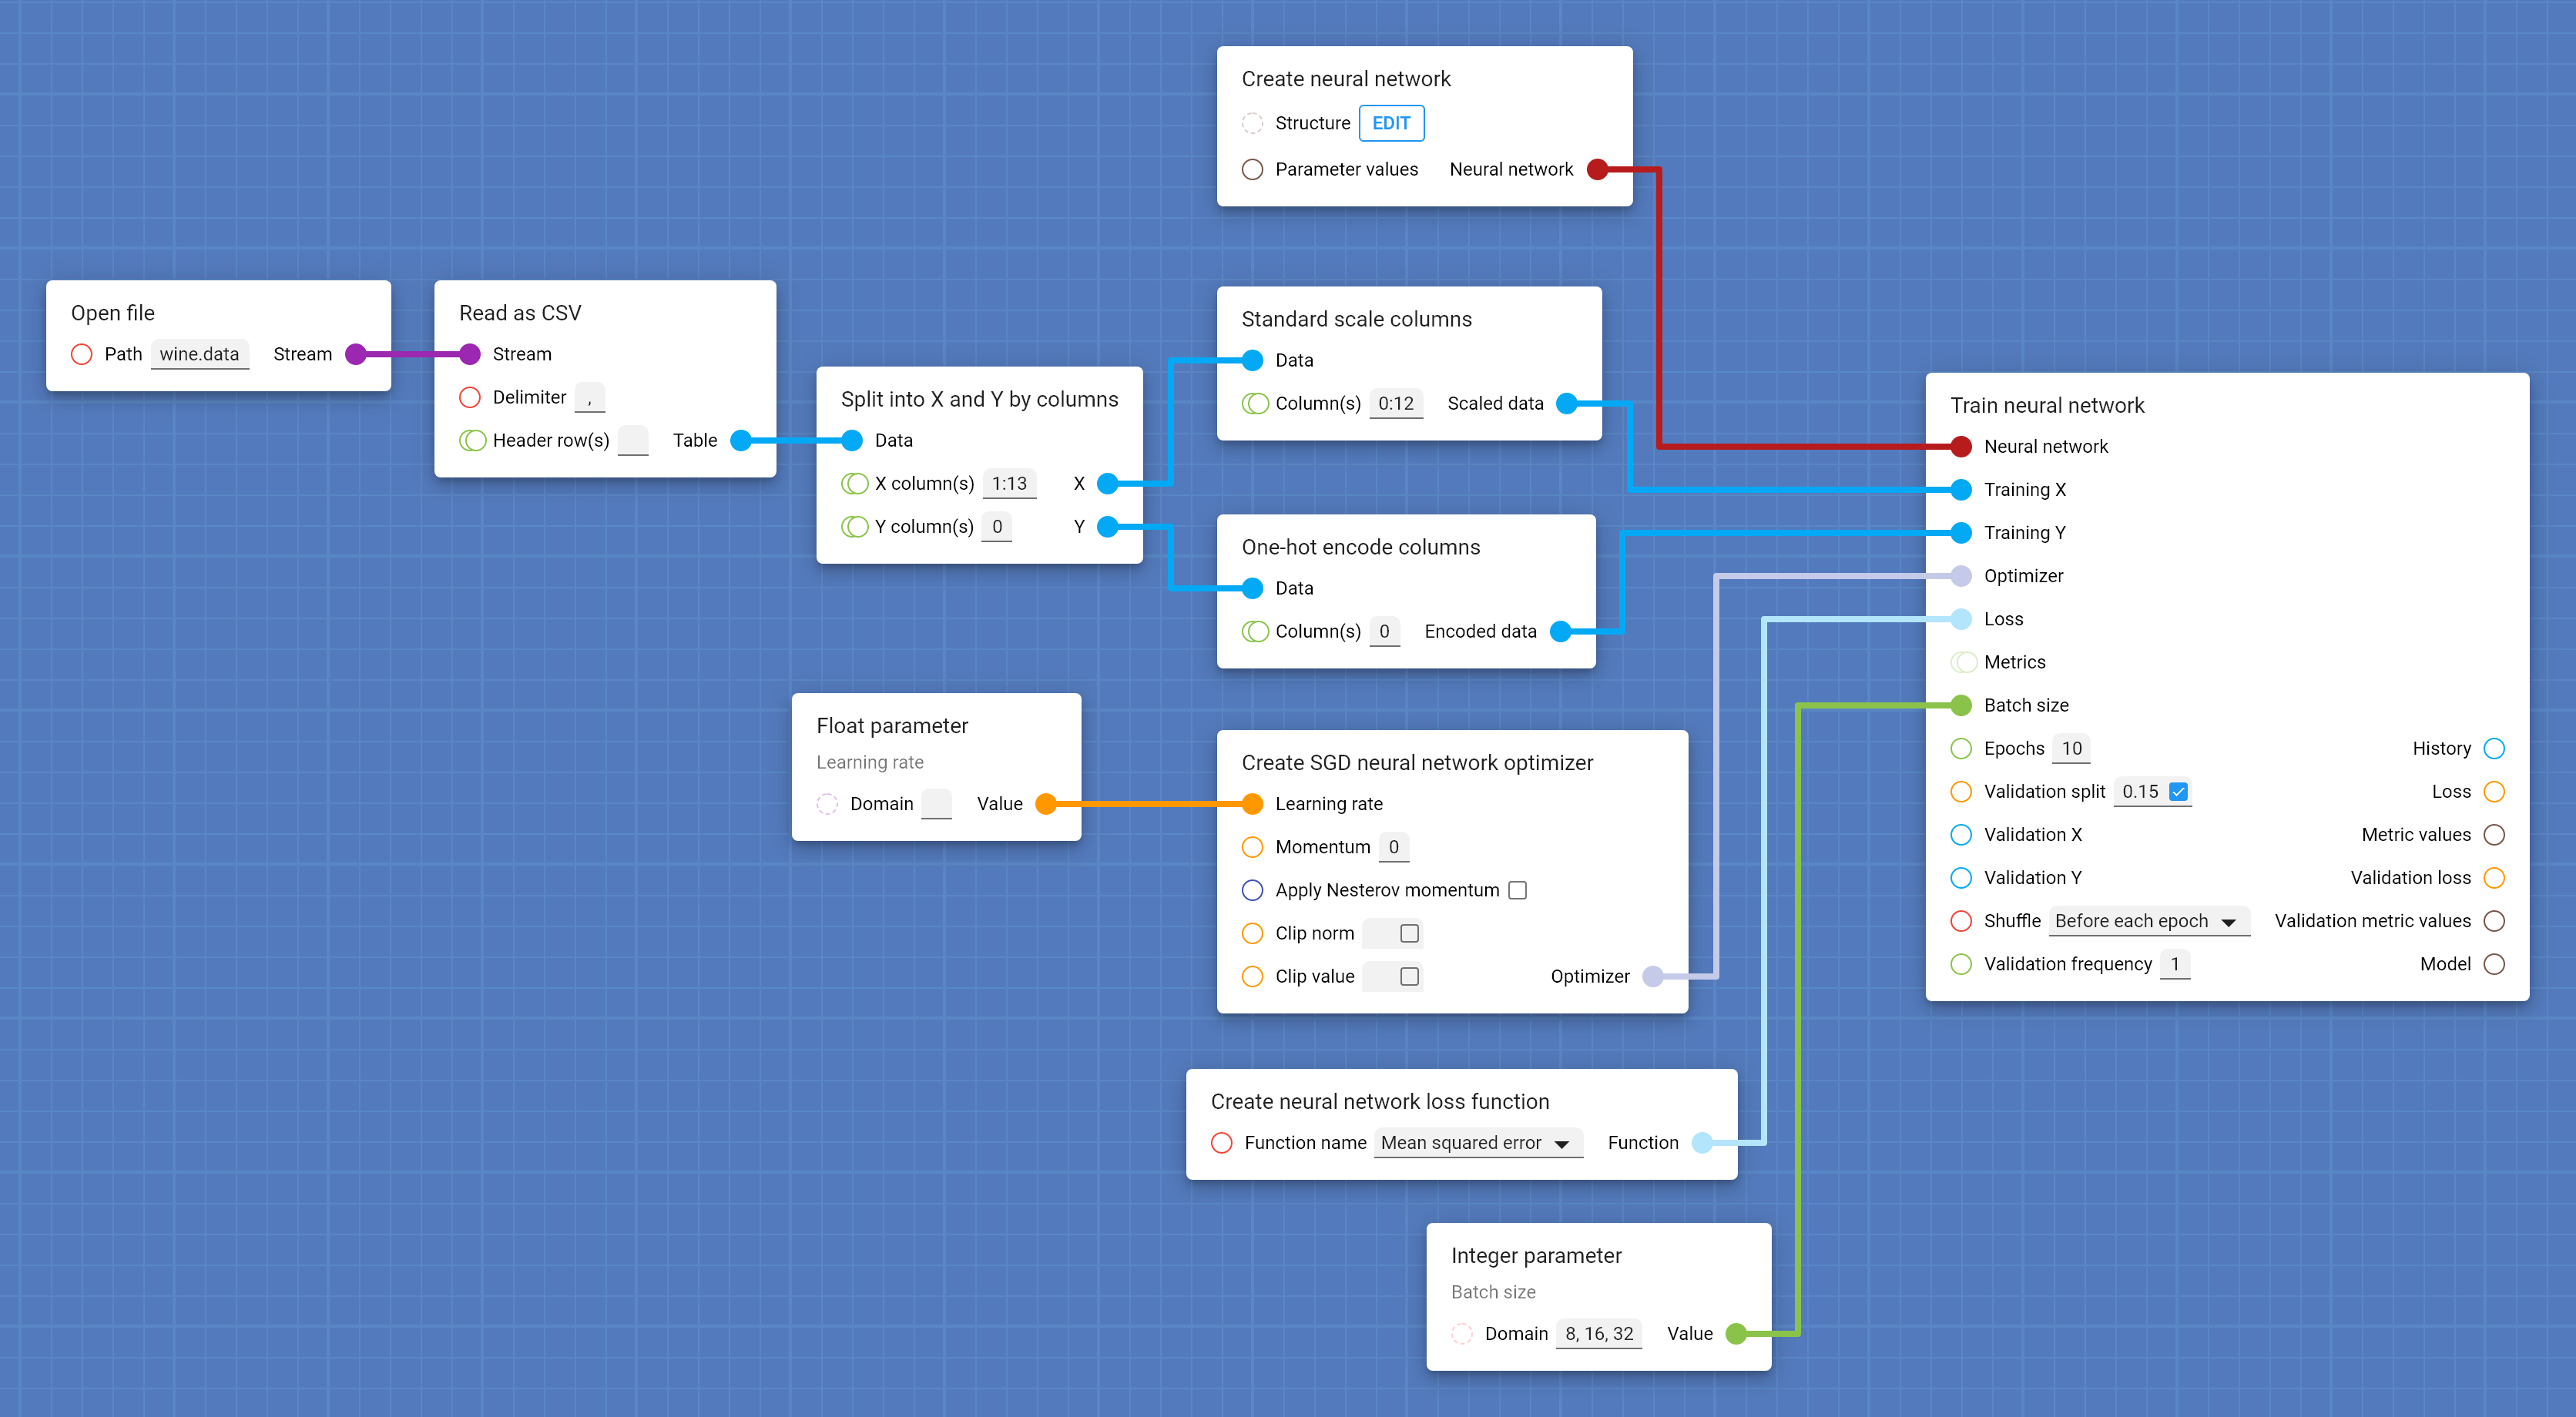 Create neural network
Structure EDIT
Parameter values Neural network
Open file
Path wine.data Stream
Read as CSV
Stream
Delimiter ,
Header row(s) Table
Split into X and Y by columns
Data
X column(s) 1:13 X
Y column(s) 0 Y
Standard scale columns
Data
Column(s) 0:12 Scaled data
One-hot encode columns
Data
Column(s) 0 Encoded data
Float parameter
Learning rate
Domain Value
Create SGD neural network optimizer
Learning rate
Momentum 0
Apply Nesterov momentum
Clip norm
Clip value Optimizer
Create neural network loss function
Function name Mean squared error Function
Integer parameter
Batch size
Domain 8, 16, 32 Value
Train neural network
Neural network
Training X
Training Y
Optimizer
Loss
Metrics
Batch size
Epochs 10 History
Validation split 0.15 Loss
Validation X Metric values
Validation Y Validation loss
Shuffle Before each epoch Validation metric values
Validation frequency 1 Model